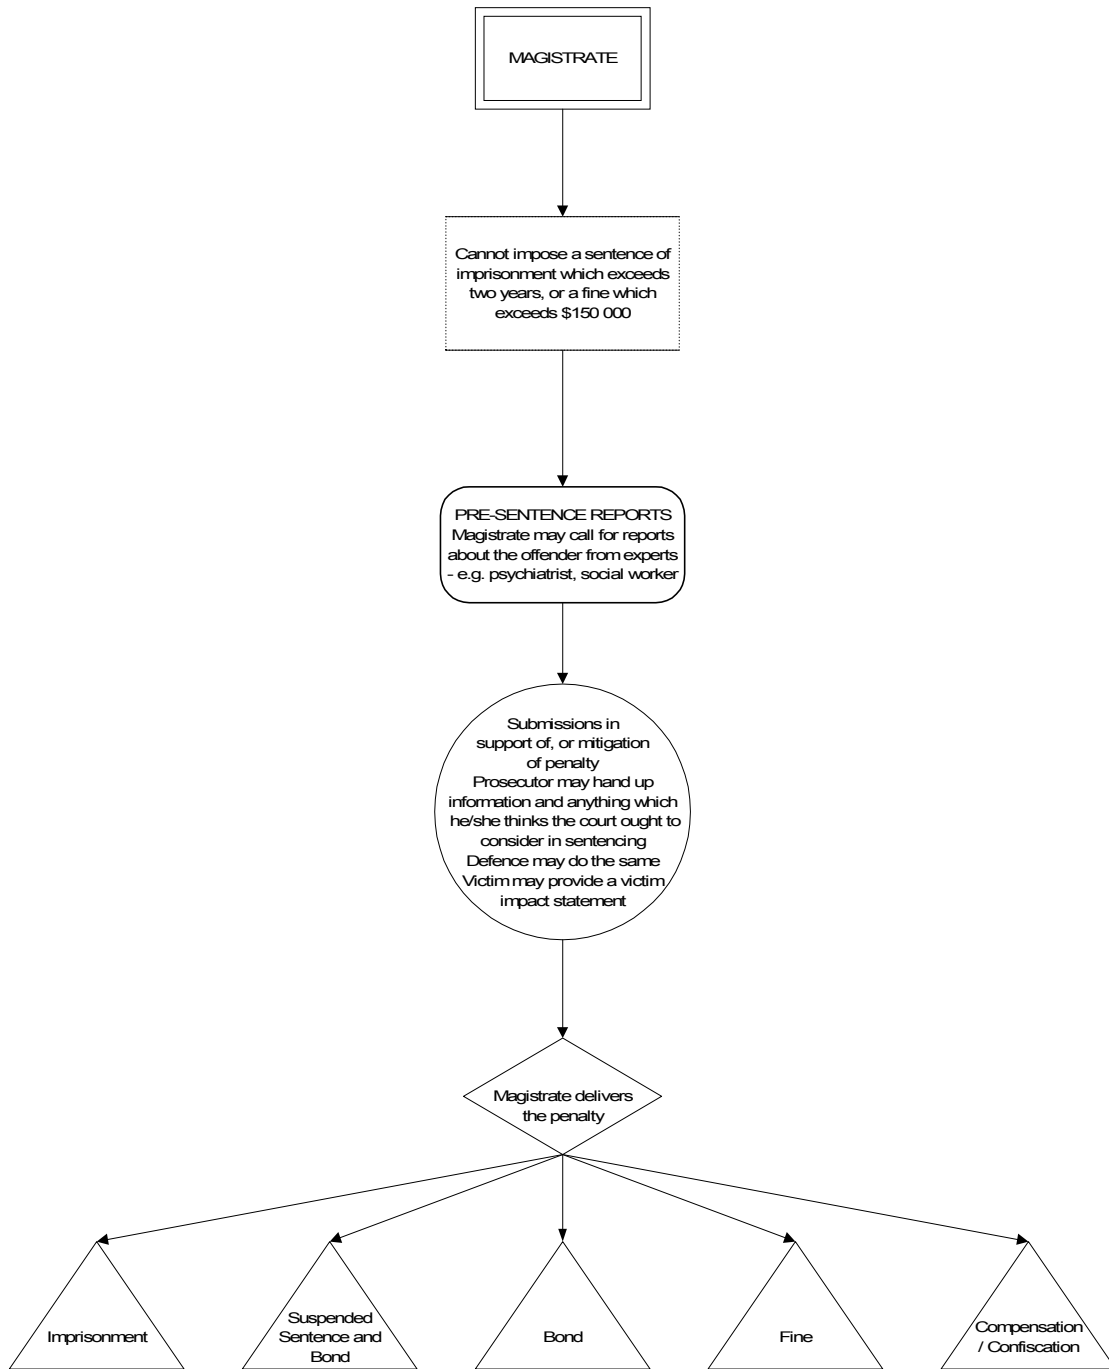 MAGISTRATE
Cannot impose a sentence of
imprisonment which exceeds
two years, or a fine which
exceeds $150 000
PRE-SENTENCE REPORTS
Magistrate may call for reports
about the offender from experts
- e.g. psychiatrist, social worker
Submissions in
support of, or mitigation
of penalty
Prosecutor may hand up
information and anything which
he/she thinks the court ought to
consider in sentencing
Defence may do the same
Victim may provide a victim
impact statement
Magistrate delivers
the penalty
Imprisonment
Suspended
Sentence and
Bond
Bond
Fine
Compensation
/ Confiscation